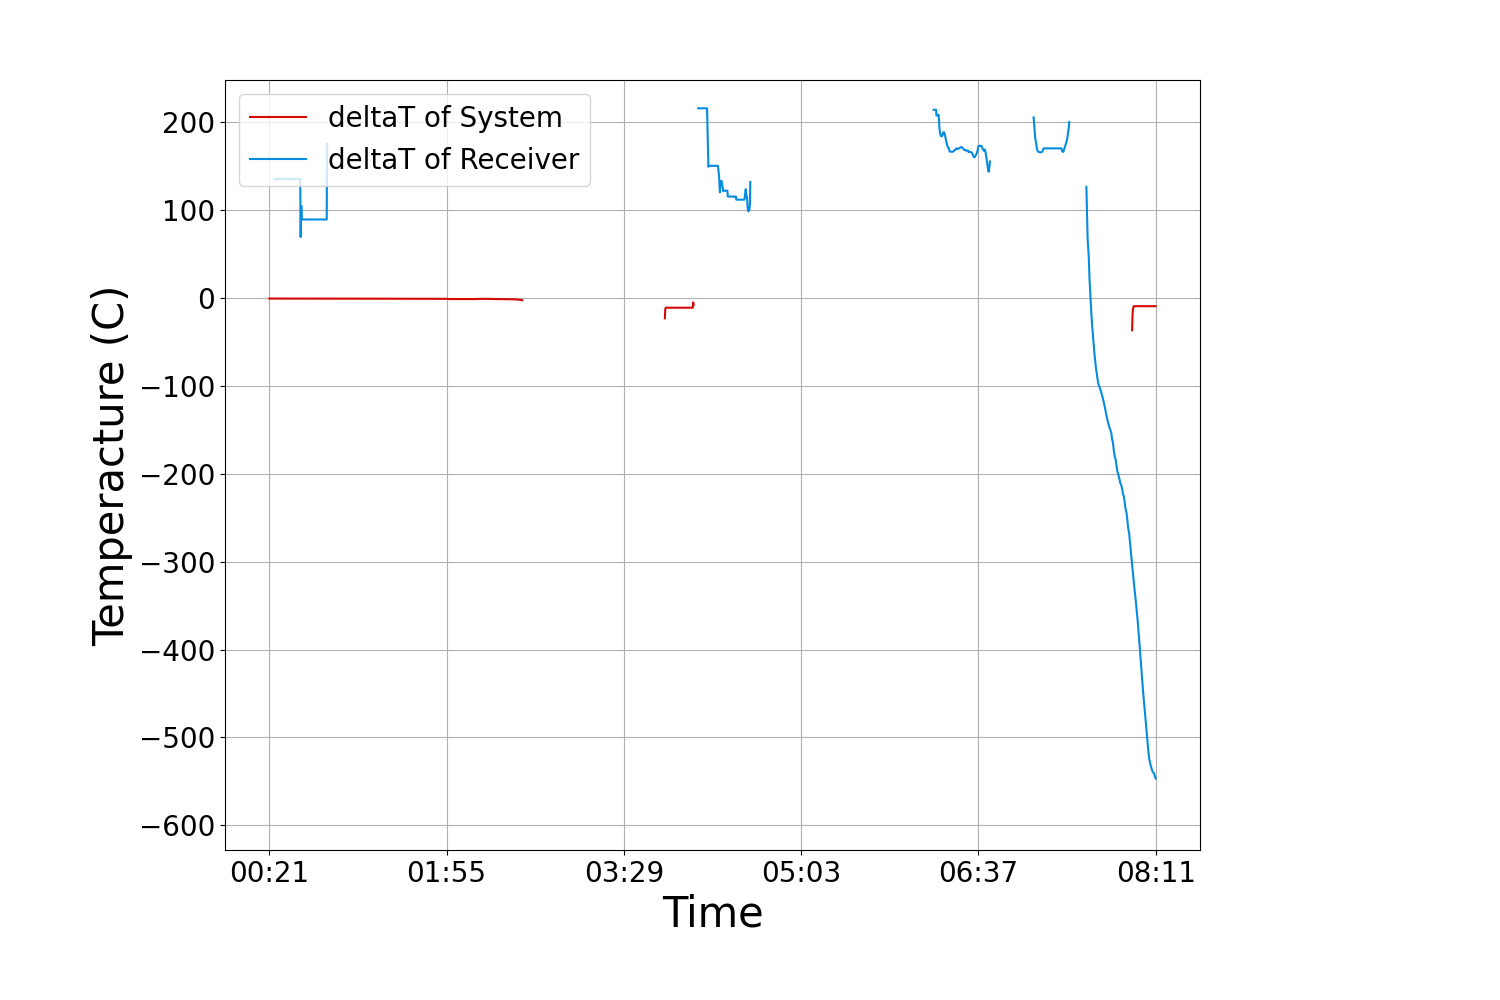 deltaT of System
deltaT of Receiver
200
100
0
−100
−200
−300
−400
−500
−600
Temperacture (C)
00:21 01:55 03:29 05:03 06:37 08:11
Time